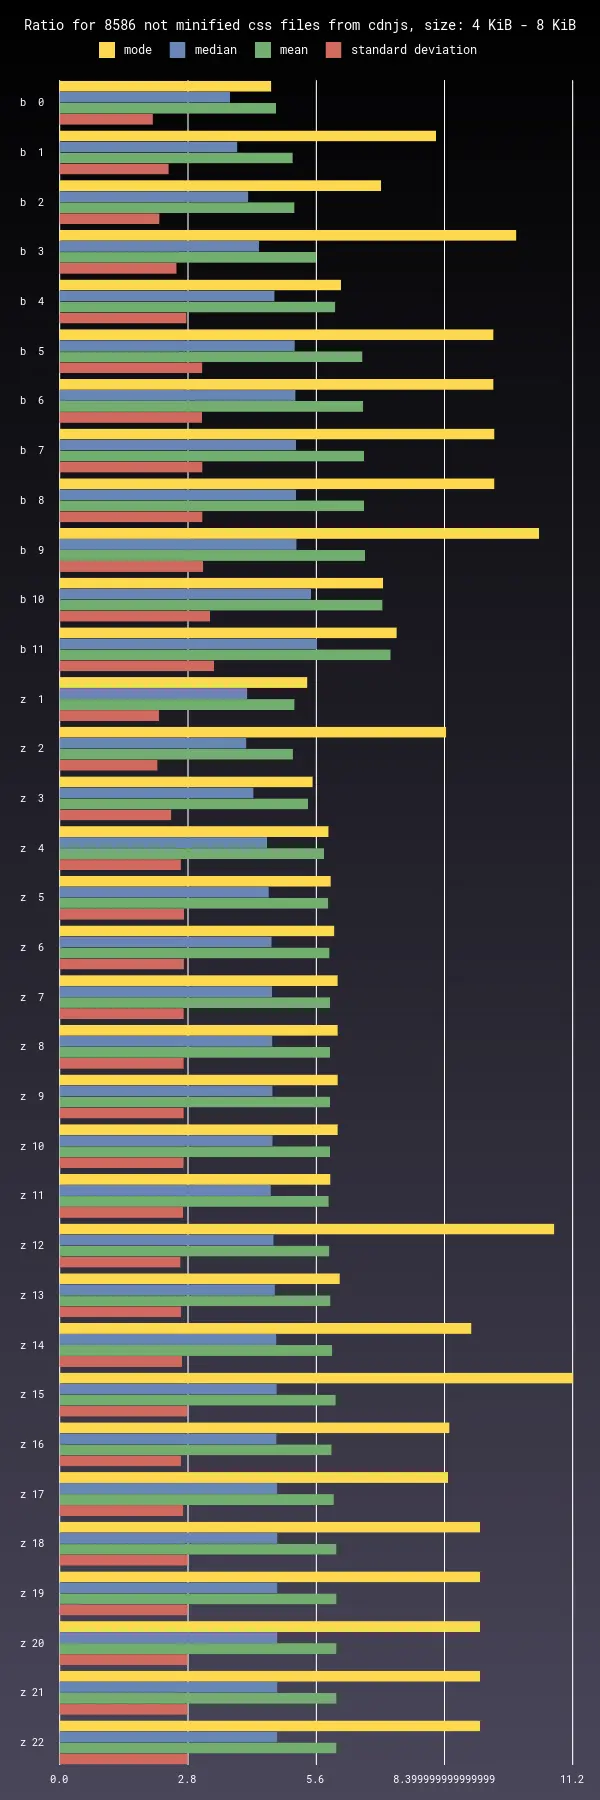 Ratio for 8586 not minified css files from cdnjs, size: 4 KiB - 8 KiB
mode median mean standard deviation
b 0
b 1
b 2
b 3
b 4
b 5
b 6
b 7
b 8
b 9
b 10
b 11
z 1
z 2
z 3
z 4
z 5
z 6
z 7
z 8
z 9
z 10
z 11
z 12
z 13
z 14
z 15
z 16
z 17
z 18
z 19
z 20
z 21
z 22
0.0 2.8 5.6 8.399999999999999 11.2